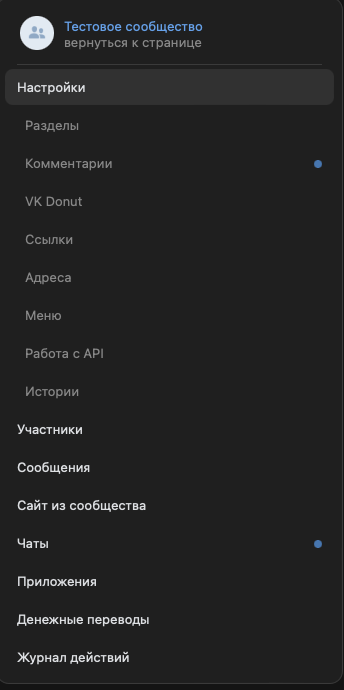 Тестовое сообщество
вернуться к странице
Настройки
Разделы
Комментарии
VK Donut
Ссылки
Адреса
Меню
Работа с API
Истории
Участники
Сообщения
Сайт из сообщества
Чаты
Приложения
Денежные переводы
Журнал действий